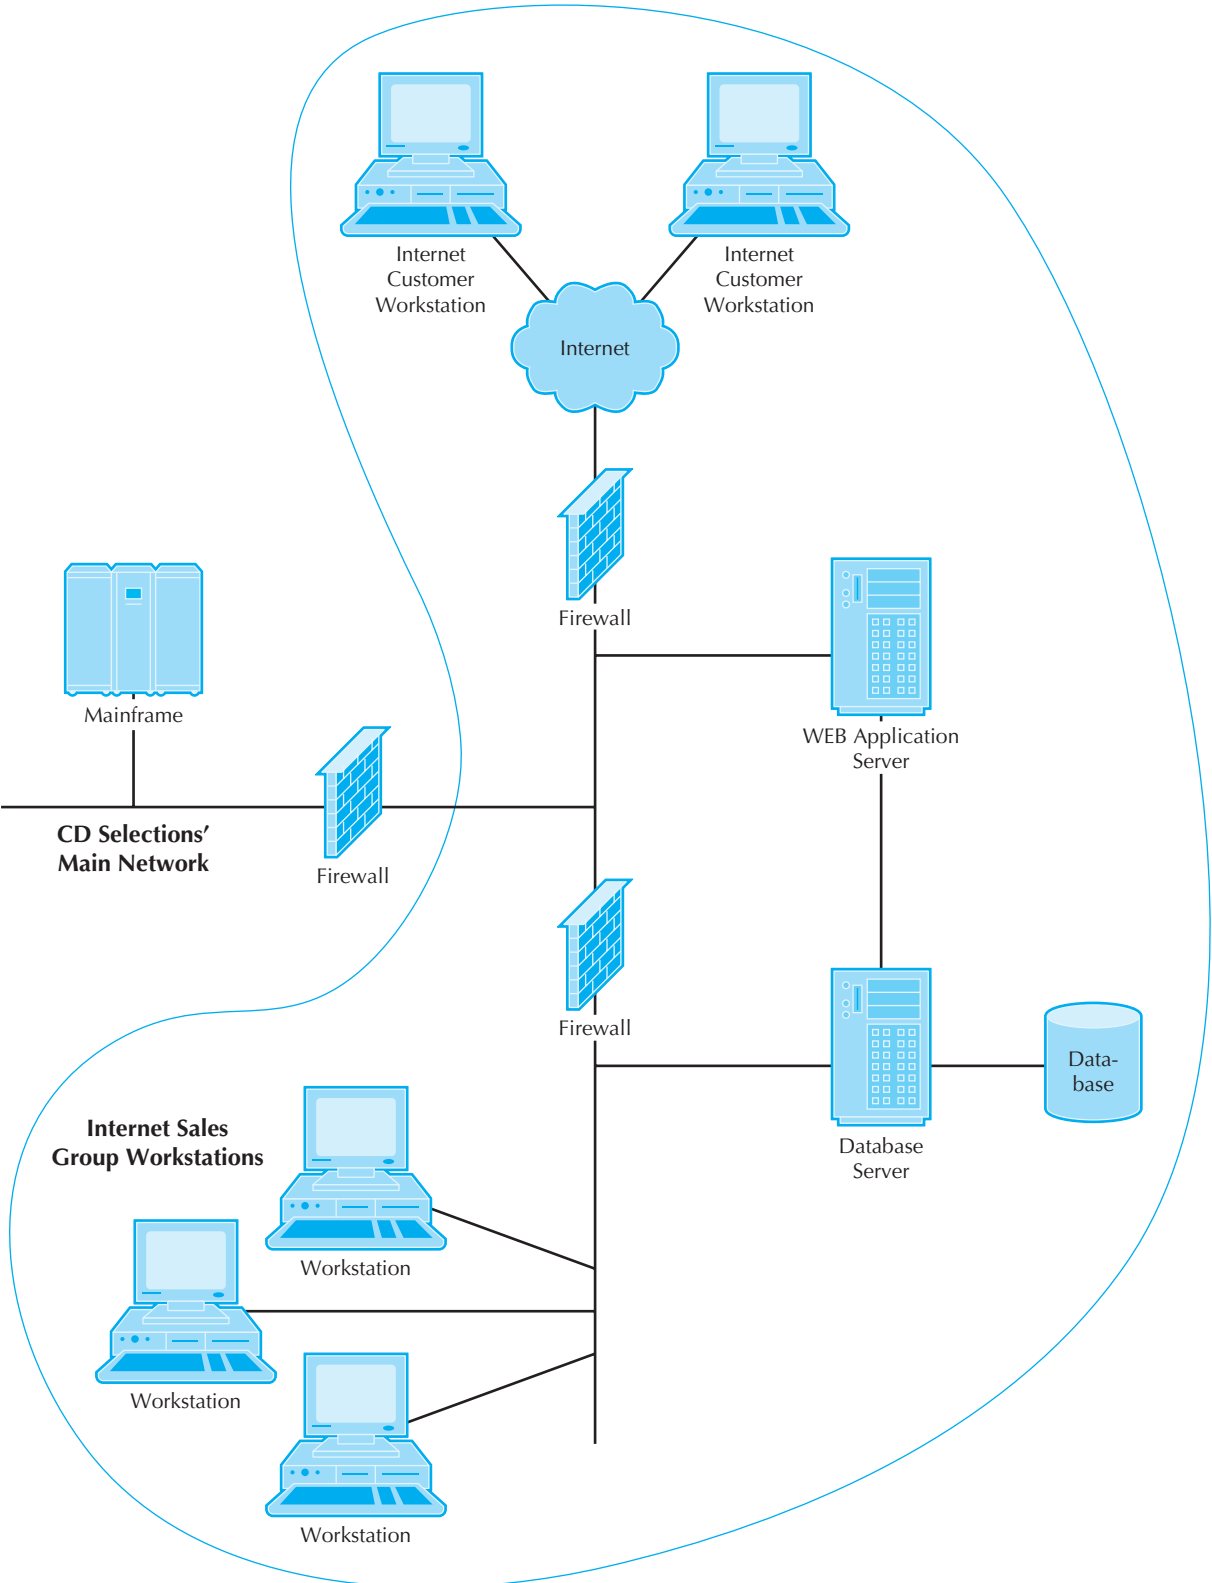 Internet
Customer
Workstation
Internet
Customer
Workstation
Internet
Firewall
Mainframe
WEB Application
Server
CD Selections’
Main Network
Firewall
Firewall
Data-
base
Internet Sales
Group Workstations
Database
Server
Workstation
Workstation
Workstation